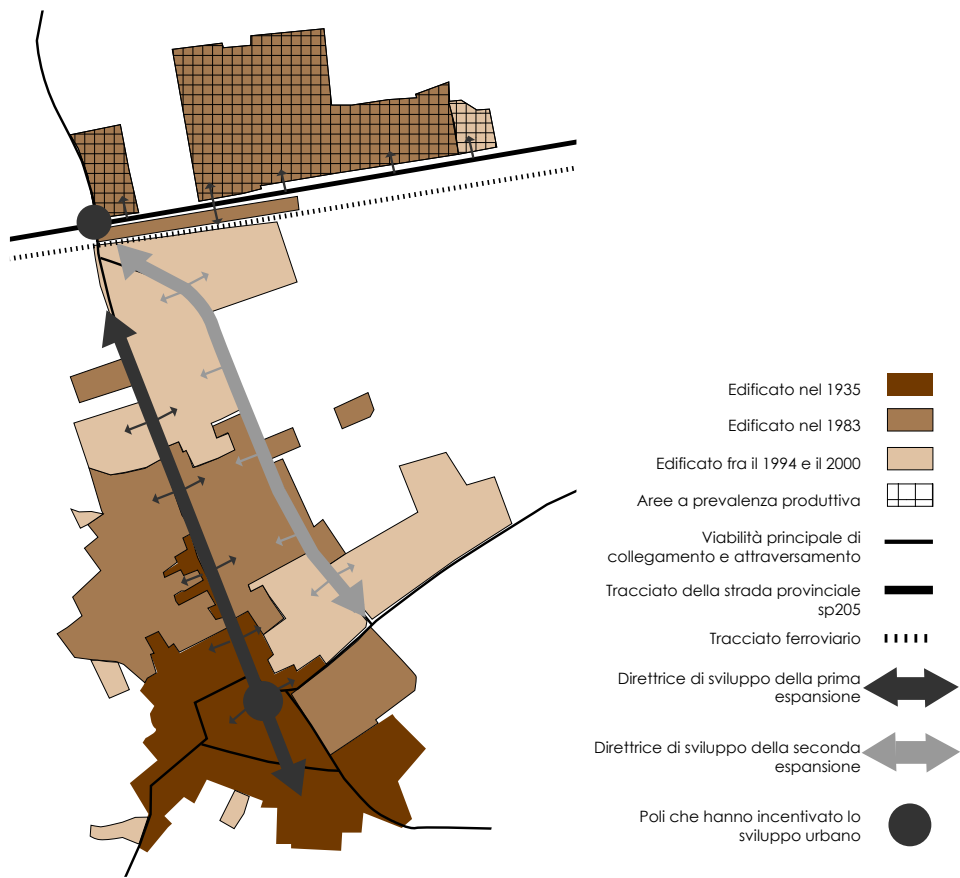 Edificato nel 1935
Edificato nel 1983
Edificato fra il 1994 e il 2000
Aree a prevalenza produttiva
Viabilità principale di
collegamento e attraversamento
Tracciato della strada provinciale
sp205
Tracciato ferroviario
Direttrice di sviluppo della prima
espansione
Direttrice di sviluppo della seconda
espansione
Poli che hanno incentivato lo
sviluppo urbano